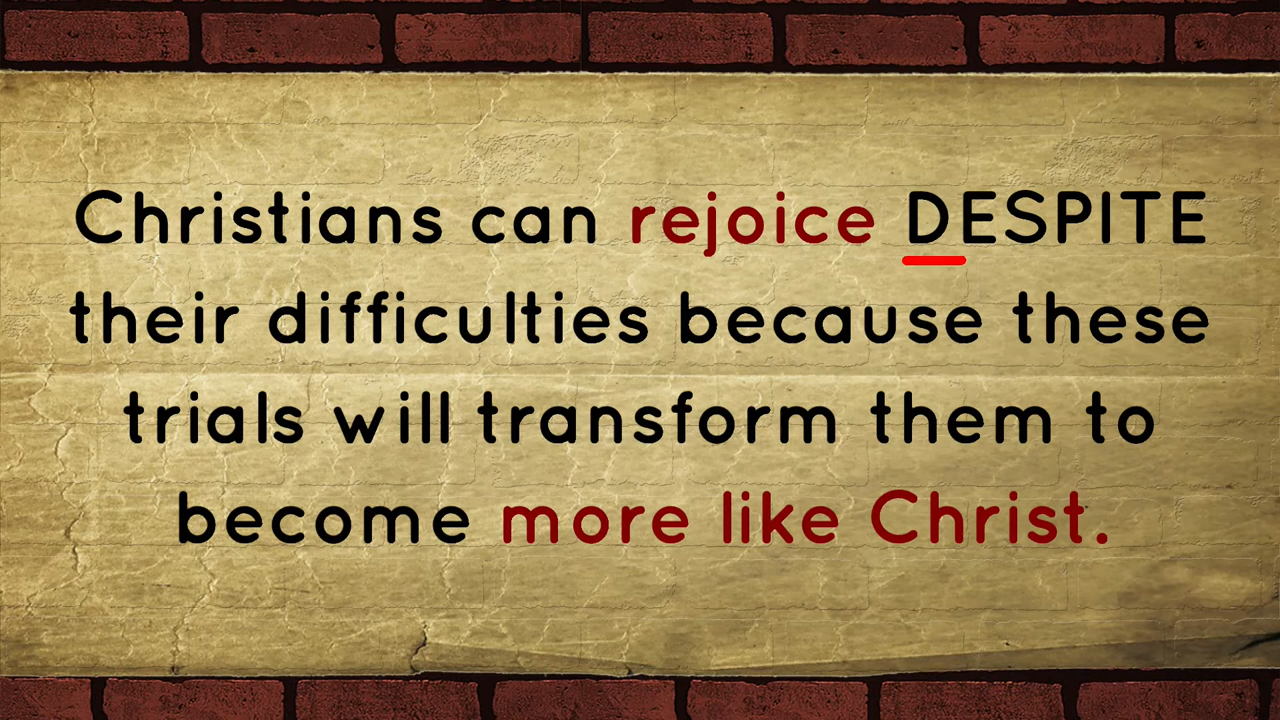 Christians can rejoice DESPITE
their difficulties because these
trials will transform them to
become more like Christ.